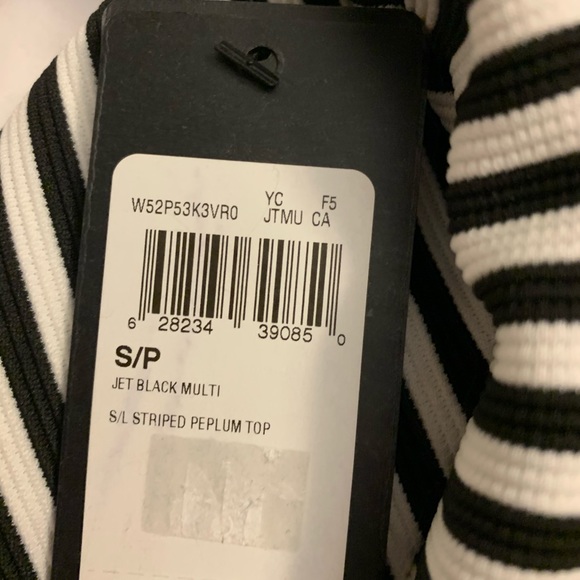 W52P53K3VR0 YC F5
JTMU CA
6 28234 39085 0
S/P
JET BLACK MULTI
S/L STRIPED PEPLUM TOP